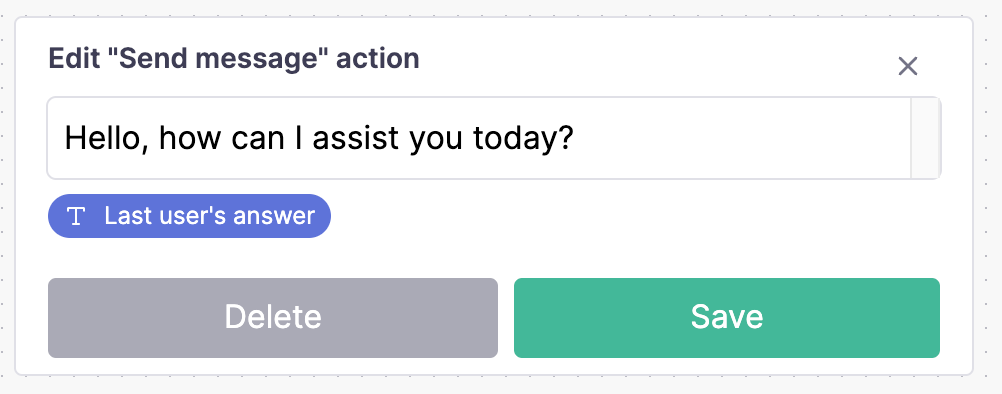 Edit "Send message" action
Hello, how can I assist you today?
Last user's answer
Delete
Save